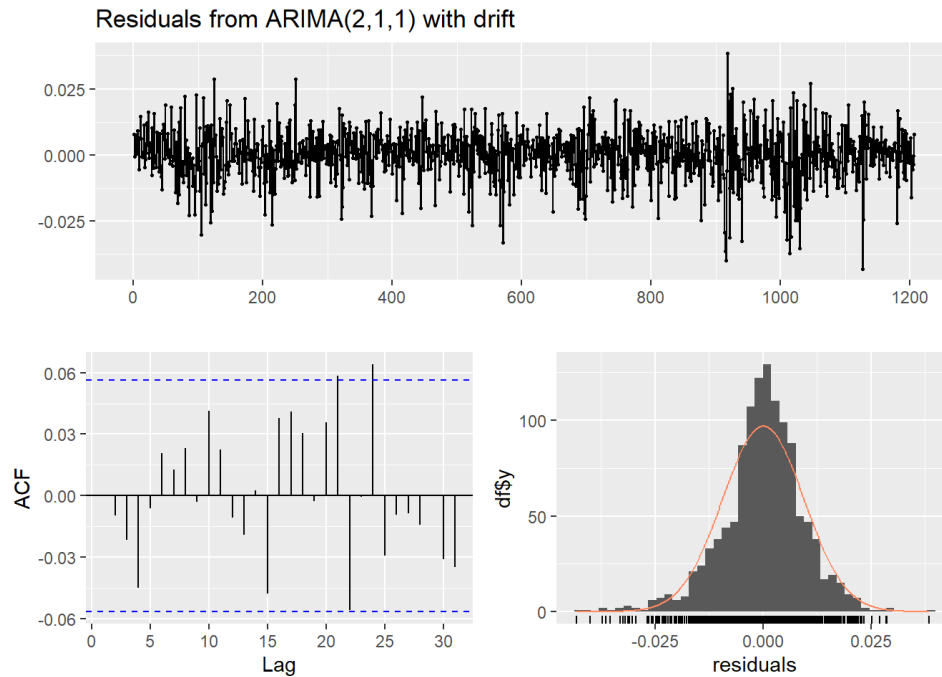 Residuals from ARIMA(2,1,1) with drift
0.025
0.000
-0.025
0 200 400 600 800 1000 1200
0.06
0.03
0.00
-0.03
-0.06
ACF
0 5 10 15 20 25 30
Lag
100
50
0
df$y
-0.025 0.000 0.025
residuals